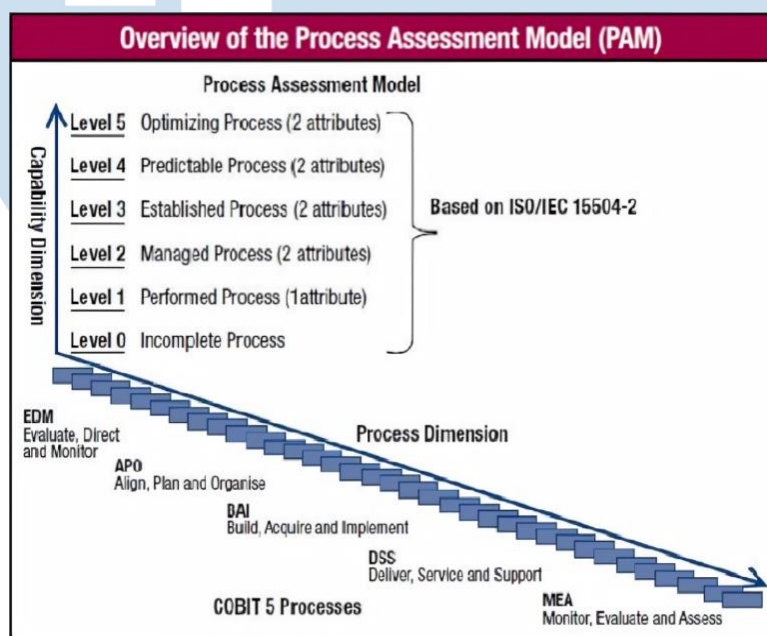 Overview of the Process Assessment Model (PAM)
Process Assessment Model
Level 5 Optimizing Process (2 attributes)
Level 4 Predictable Process (2 attributes)
Level 3 Established Process (2 attributes)
Level 2 Managed Process (2 attributes)
Level 1 Performed Process (1attribute)
Level 0 Incomplete Process
Capability Dimension
Based on ISO/IEC 15504-2
Process Dimension
EDM
Evaluate, Direct
and Monitor
APO
Align, Plan and Organise
BAI
Build, Acquire and Implement
DSS
Deliver, Service and Support
MEA
Monitor, Evaluate and Assess
COBIT 5 Processes